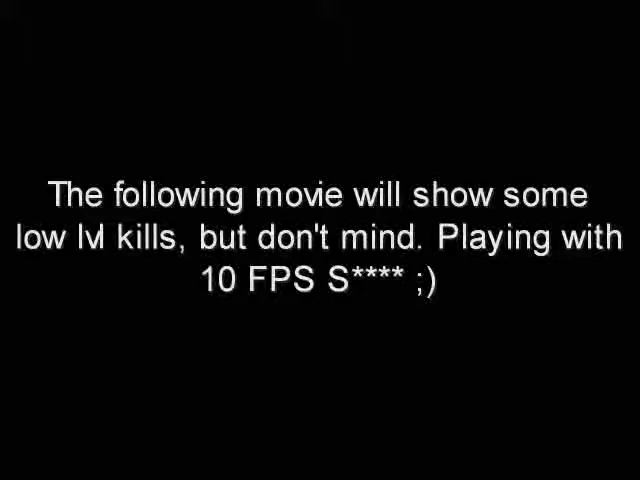 The following movie will show some
low lvl kills, but don't mind. Playing with
10 FPS S**** ;)